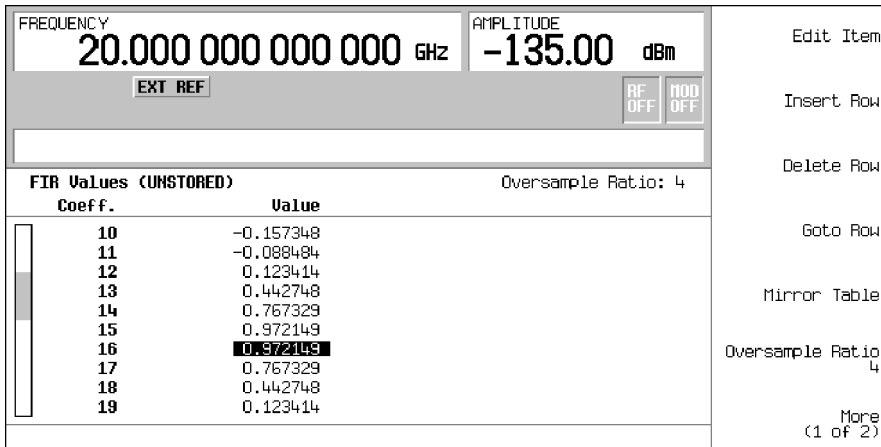 FREQUENCY
20.000 000 000 000 GHz
AMPLITUDE
-135.00 dBm
EXT REF
RF OFF
MOD OFF
FIR Values (UNSTORED)
Oversample Ratio: 4
Coeff. Value
10 -0.157348
11 -0.088484
12 0.123414
13 0.442748
14 0.767329
15 0.972149
16 0.972149
17 0.767329
18 0.442748
19 0.123414
Edit Item
Insert Row
Delete Row
Goto Row
Mirror Table
Oversample Ratio
4
More
(1 of 2)